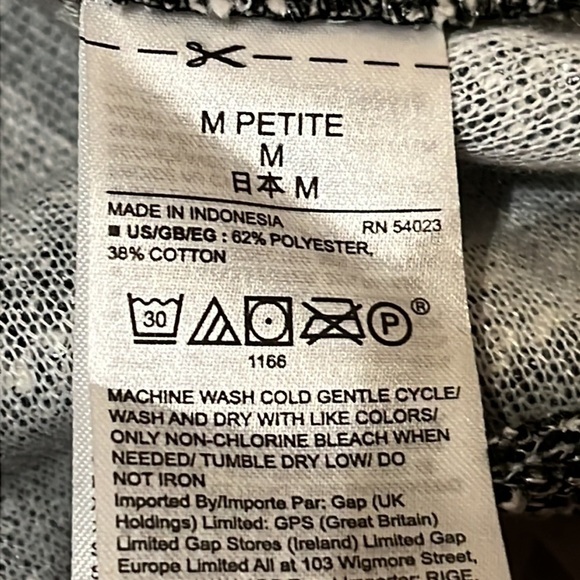 M PETITE
M
日本 M
MADE IN INDONESIA RN 54023
■ US/GB/EG : 62% POLYESTER,
38% COTTON
30 P ®
1166
MACHINE WASH COLD GENTLE CYCLE/
WASH AND DRY WITH LIKE COLORS/
ONLY NON-CHLORINE BLEACH WHEN
NEEDED/ TUMBLE DRY LOW/ DO
NOT IRON
Imported By/Importe Par: Gap (UK
Holdings) Limited: GPS (Great Britain)
Limited Gap Stores (Ireland) Limited Gap
Europe Limited All at 103 Wigmore Street,